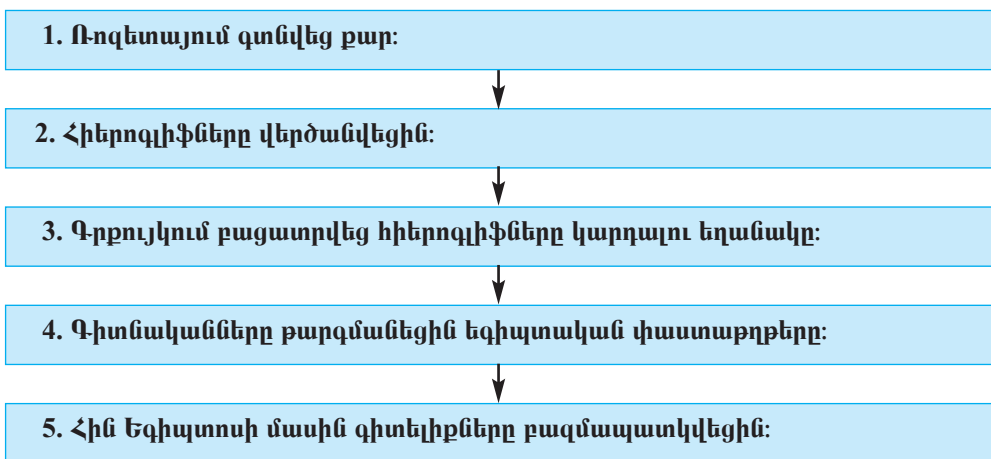 1. Ռոզետայում գտնվեց քար։
2. Հիերոգլիֆները վերծանվեցին։
3. Գրքույկում բացատրվեց հիերոգլիֆները կարդալու եղանակը։
4. Գիտնականները թարգմանեցին եգիպտական փաստաթղթերը։
5. Հին Եգիպտոսի մասին գիտելիքները բազմապատկվեցին։